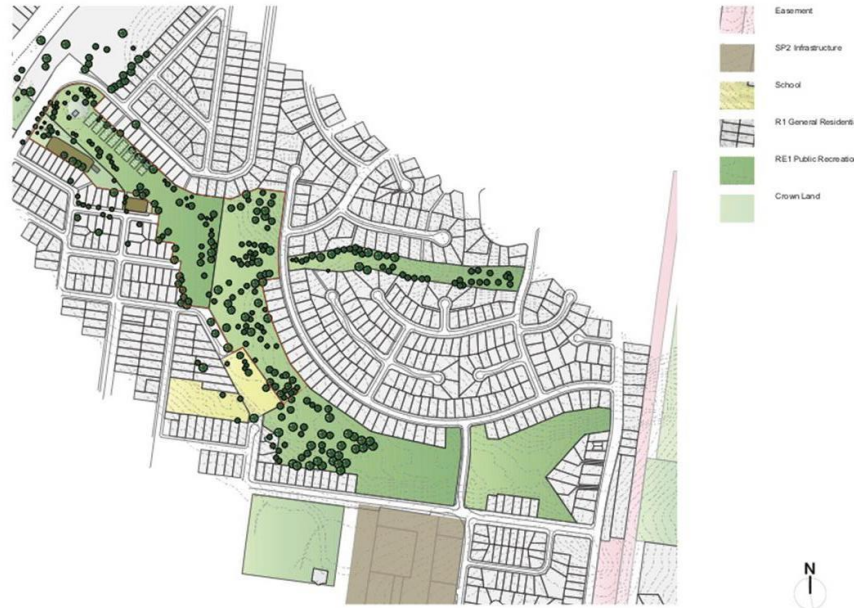 Easement
SP2 Infrastructure
School
R1 General Residenti
RE1 Public Recreatio
Crown Land
N